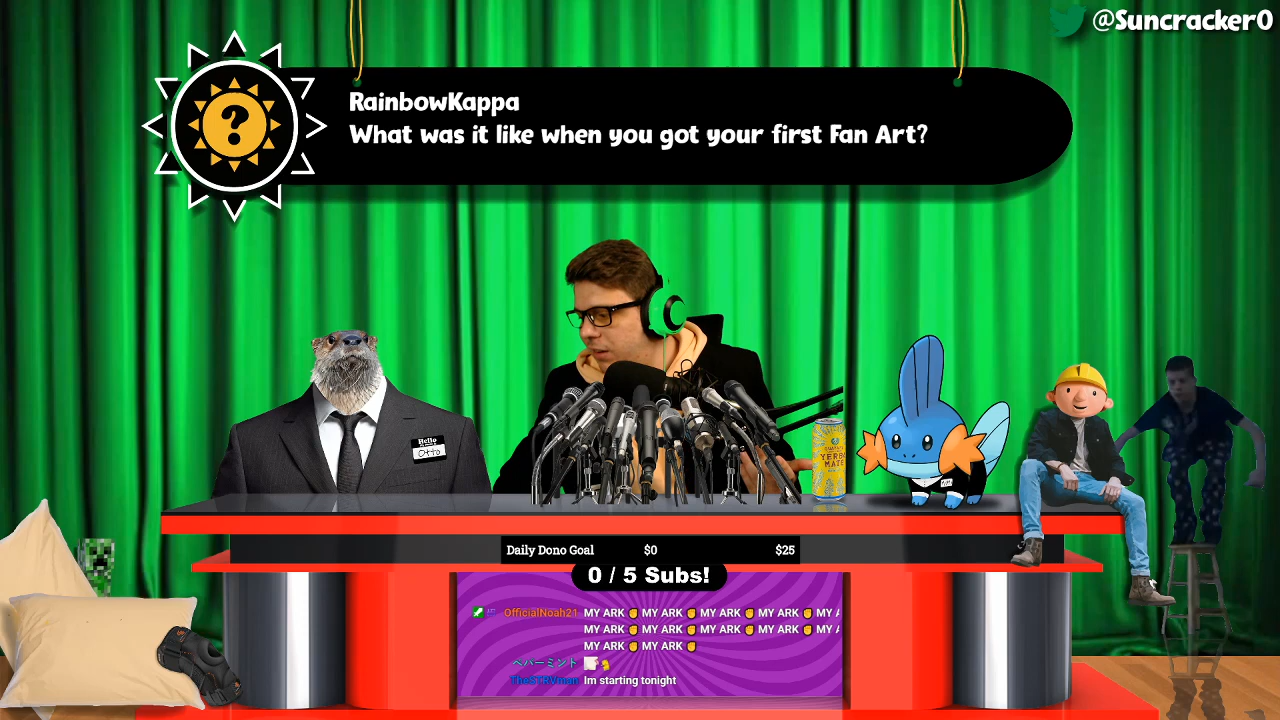 @Suncracker0
?
RainbowKappa
What was it like when you got your first Fan Art?
Hello
Otto
YERBA
MATE
Daily Dono Goal $0 $25
0 / 5 Subs!
OfficialNoah21 MY ARK ✊ MY ARK ✊ MY ARK ✊ MY ARK ✊ MY A
MY ARK ✊ MY ARK ✊ MY ARK ✊ MY ARK ✊ MY A
MY ARK ✊ MY ARK ✊
ペパーミント
TheSTBVman Im starting tonight